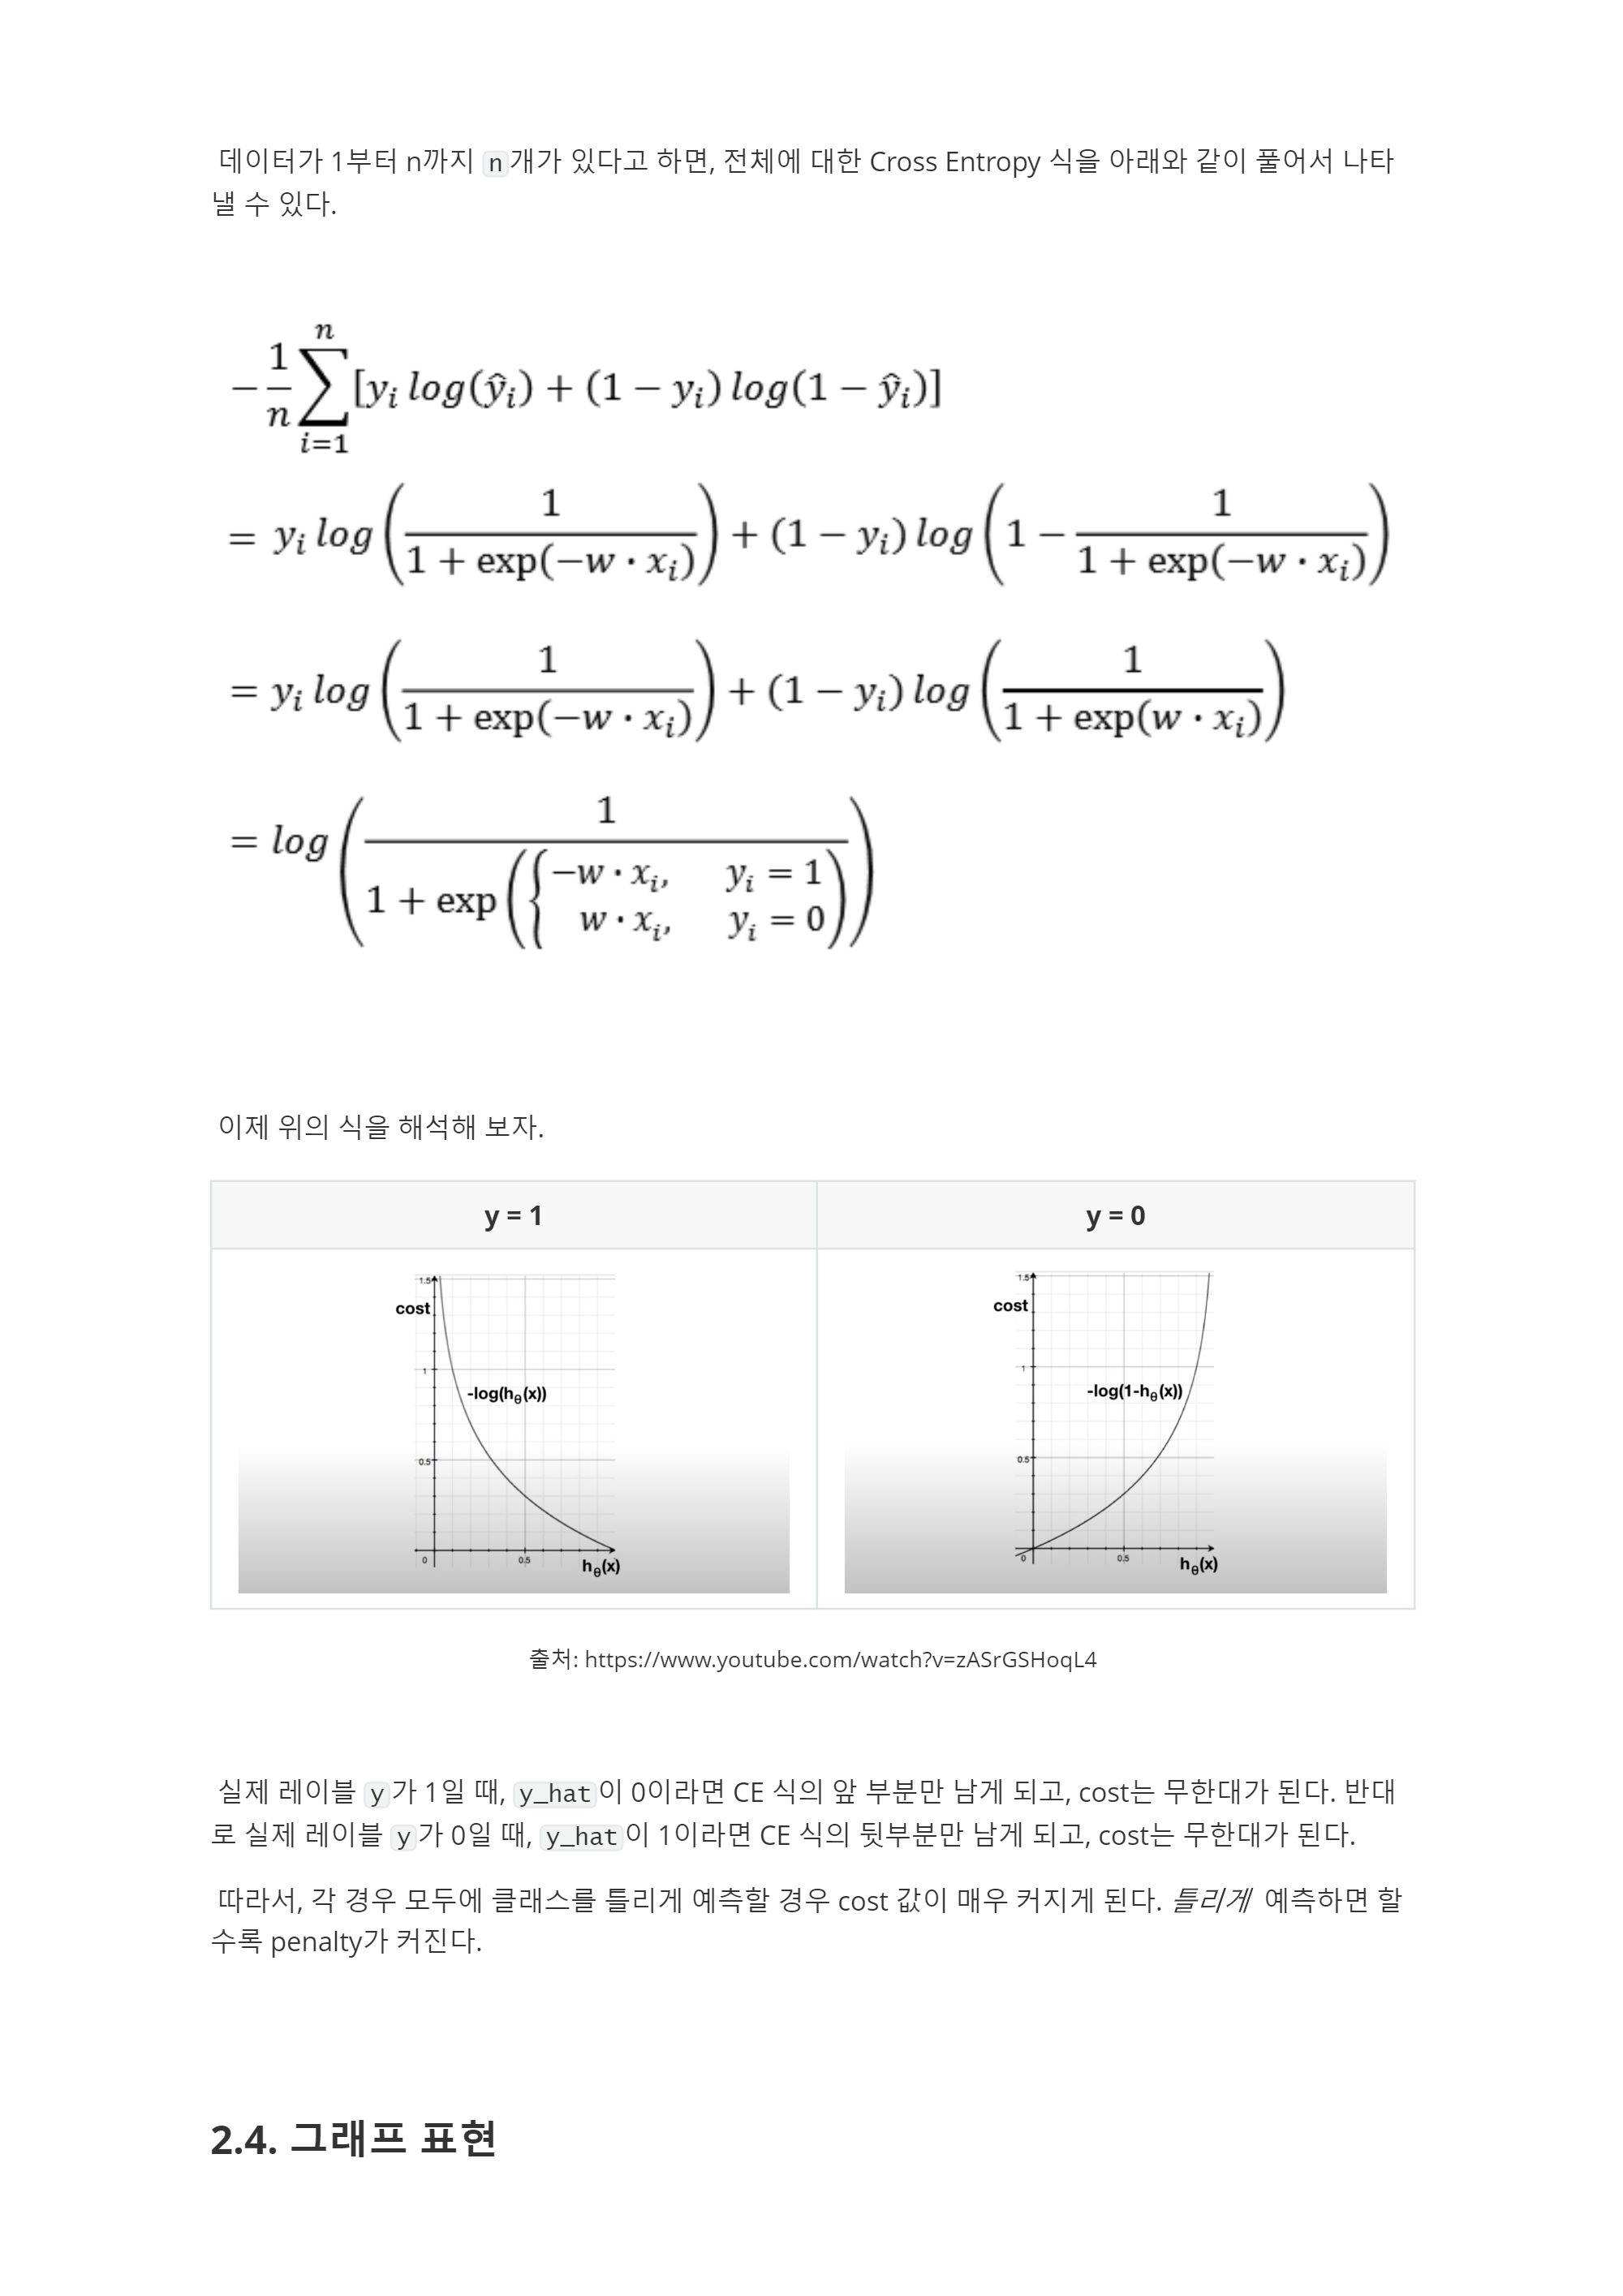 데이터가 1부터 n까지 n개가 있다고 하면, 전체에 대한 Cross Entropy 식을 아래와 같이 풀어서 나타
낼 수 있다.
$-\frac{1}{n}\sum_{i=1}^{n}[y_i \log(\hat{y}_i) + (1 - y_i) \log(1 - \hat{y}_i)]$
$= y_i \log\left(\frac{1}{1 + \exp(-w \cdot x_i)}\right) + (1 - y_i) \log\left(1 - \frac{1}{1 + \exp(-w \cdot x_i)}\right)$
$= y_i \log\left(\frac{1}{1 + \exp(-w \cdot x_i)}\right) + (1 - y_i) \log\left(\frac{1}{1 + \exp(w \cdot x_i)}\right)$
$= \log\left(\frac{1}{1 + \exp\left(\begin{cases} -w \cdot x_i, & y_i = 1 \\ w \cdot x_i, & y_i = 0 \end{cases}\right)}\right)$
이제 위의 식을 해석해 보자.
y = 1
y = 0
1.5
cost
1
-log(h_θ(x))
0.5
0
0.5
h_θ(x)
1.5
cost
1
-log(1-h_θ(x))
0.5
0
0.5
h_θ(x)
출처: https://www.youtube.com/watch?v=zASrGSHoqL4
실제 레이블 y가 1일 때, y_hat이 0이라면 CE 식의 앞 부분만 남게 되고, cost는 무한대가 된다. 반대
로 실제 레이블 y가 0일 때, y_hat이 1이라면 CE 식의 뒷부분만 남게 되고, cost는 무한대가 된다.
따라서, 각 경우 모두에 클래스를 틀리게 예측할 경우 cost 값이 매우 커지게 된다. 틀리게 예측하면 할
수록 penalty가 커진다.
2.4. 그래프 표현